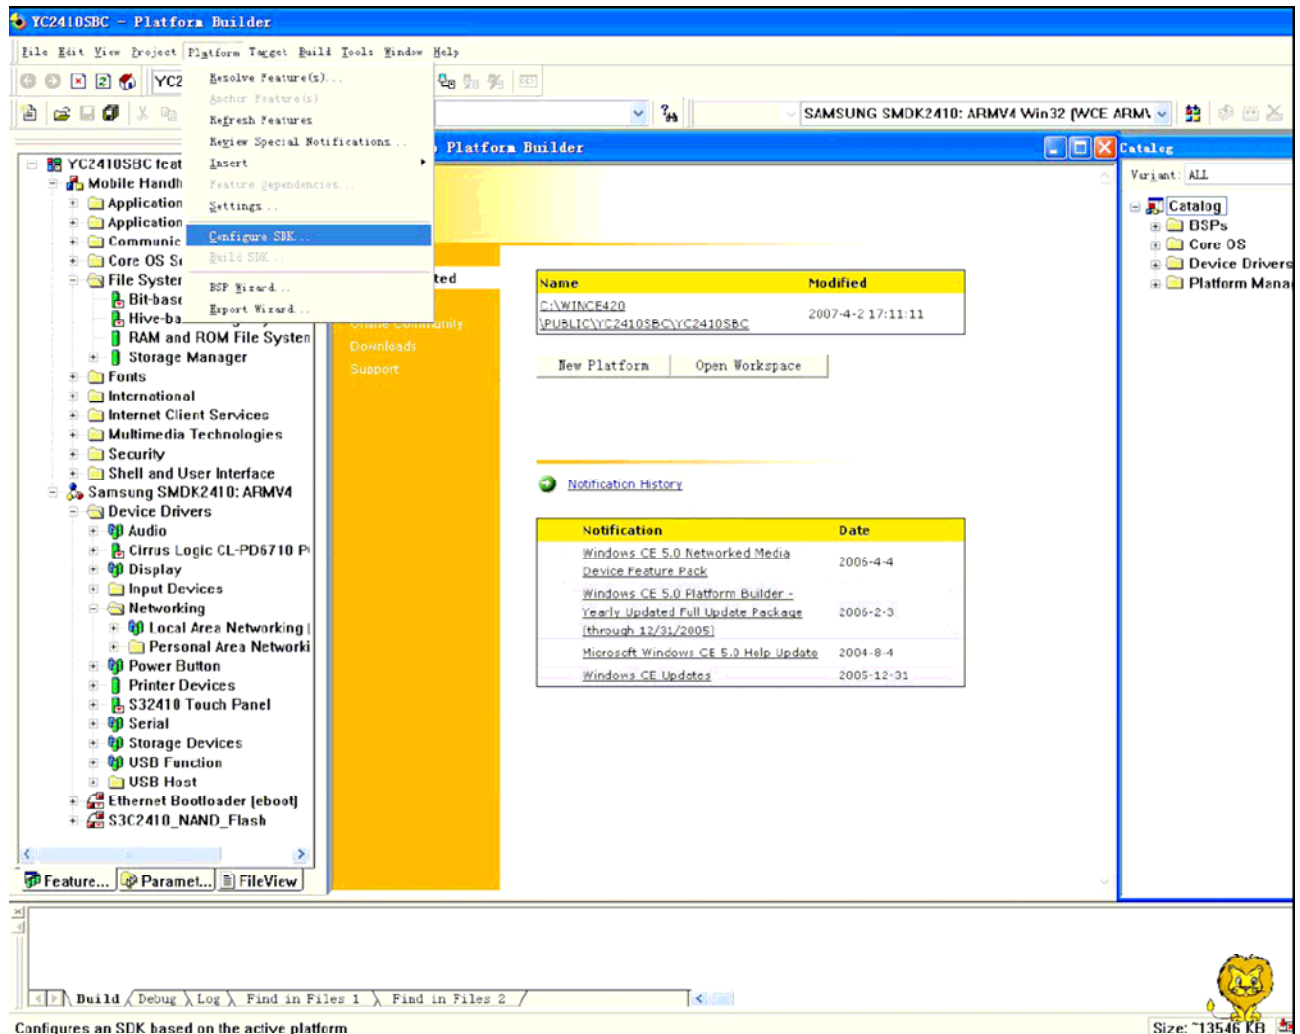 YC2410SBC - Platform Builder
File Edit View Project Platform Target Build Tools Window Help
YC2
SAMSUNG SMDK2410: ARMV4 Win32 (WCE ARMV
Resolve Feature(s)...
Anchor Feature(s)
Refresh Features
Review Special Notifications...
Insert
Feature Dependencies...
Settings...
Configure SDK...
Build SDK...
BSP Wizard...
Export Wizard...
Platform Builder
YC2410SBC feat
Mobile Handh
Application
Application
Communic
Core OS Se
File System
Bit-base
Hive-ba
RAM and ROM File System
Storage Manager
Fonts
International
Internet Client Services
Multimedia Technologies
Security
Shell and User Interface
Samsung SMDK2410: ARMV4
Device Drivers
Audio
Cirrus Logic CL-PD6710 P
Display
Input Devices
Networking
Local Area Networking [
Personal Area Networki
Power Button
Printer Devices
S32410 Touch Panel
Serial
Storage Devices
USB Function
USB Host
Ethernet Bootloader [eboot]
S3C2410_NAND_Flash
Feature... Paramet... FileView
ted
Online Community
Downloads
Support
Name Modified
C:\WINCE420
\PUBLIC\YC2410SBC\YC2410SBC 2007-4-2 17:11:11
New Platform Open Workspace
Notification History
Notification Date
Windows CE 5.0 Networked Media
Device Feature Pack 2006-4-4
Windows CE 5.0 Platform Builder -
Yearly Updated Full Update Package 2006-2-3
(through 12/31/2005)
Microsoft Windows CE 5.0 Help Update 2004-8-4
Windows CE Updates 2005-12-31
Catalog
Variant: ALL
Catalog
BSPs
Core OS
Device Drivers
Platform Mana
Build Debug Log Find in Files 1 Find in Files 2
Configures an SDK based on the active platform
Size: ~13546 KB